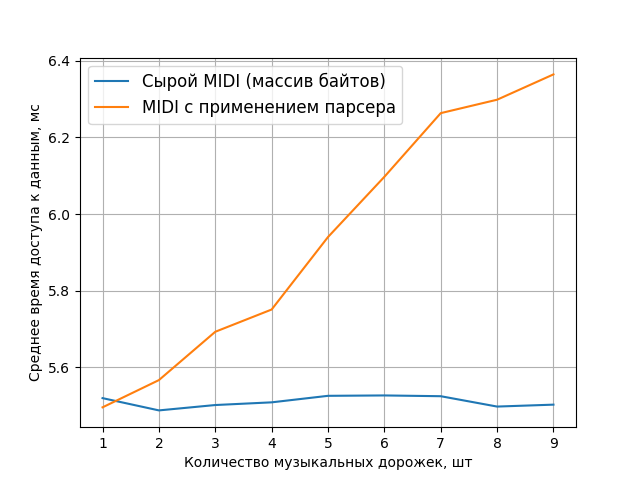 Сырой MIDI (массив байтов)
MIDI с применением парсера
Среднее время доступа к данным, мс
6.4
6.2
6.0
5.8
5.6
1 2 3 4 5 6 7 8 9
Количество музыкальных дорожек, шт